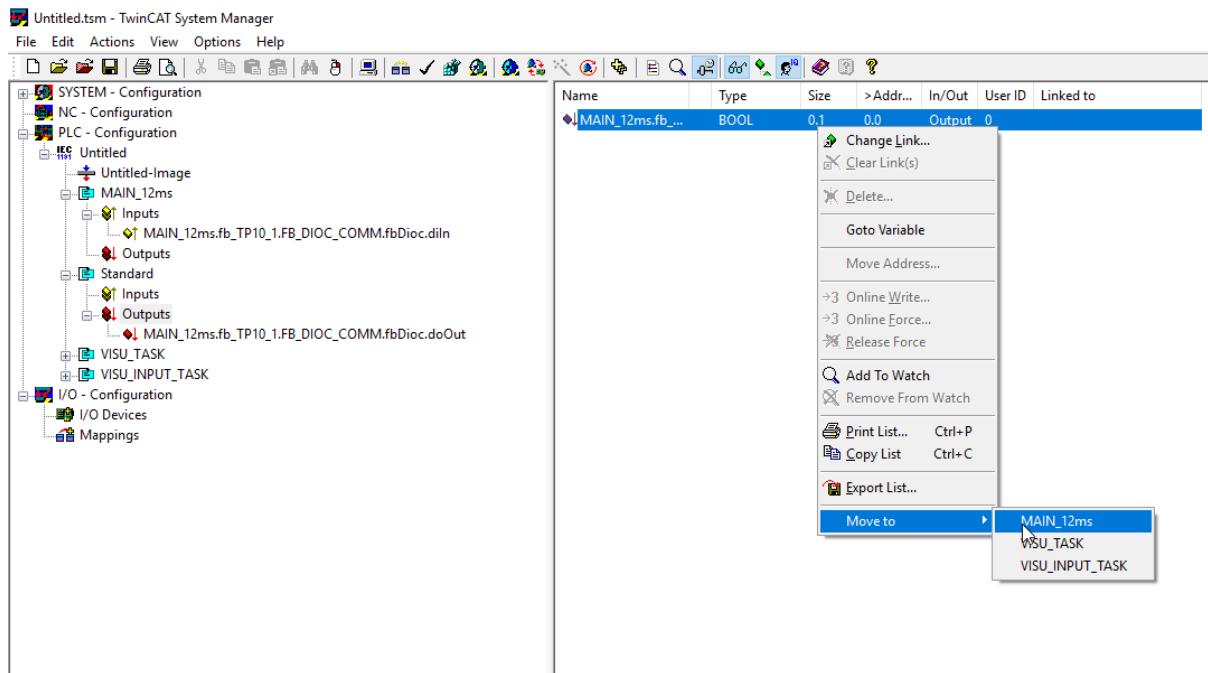 Untitled.tsm - TwinCAT System Manager
File Edit Actions View Options Help
SYSTEM - Configuration
NC - Configuration
PLC - Configuration
IEC 1131 Untitled
Untitled-Image
MAIN_12ms
Inputs
MAIN_12ms.fb_TP10_1.FB_DIOC_COMM.fbDioc.diIn
Outputs
Standard
Inputs
Outputs
MAIN_12ms.fb_TP10_1.FB_DIOC_COMM.fbDioc.doOut
VISU_TASK
VISU_INPUT_TASK
I/O - Configuration
I/O Devices
Mappings
Name Type Size >Addr... In/Out User ID Linked to
MAIN_12ms.fb_... BOOL 0.1 0.0 Output 0
Change Link...
Clear Link(s)
Delete...
Goto Variable
Move Address...
→3 Online Write...
→3 Online Force...
Release Force
Add To Watch
Remove From Watch
Print List... Ctrl+P
Copy List Ctrl+C
Export List...
Move to
MAIN_12ms
VISU_TASK
VISU_INPUT_TASK